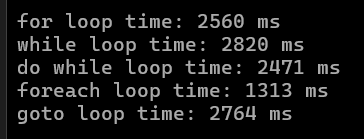 for loop time: 2560 ms
while loop time: 2820 ms
do while loop time: 2471 ms
foreach loop time: 1313 ms
goto loop time: 2764 ms